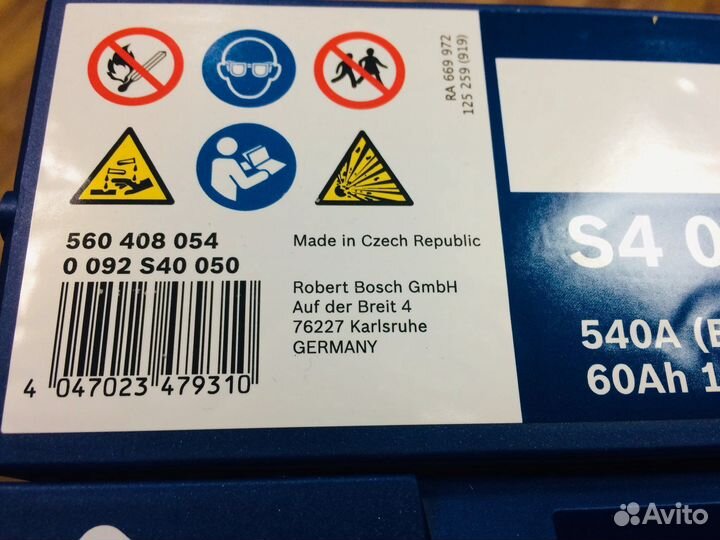 RA 669 972
125 259 (919)
560 408 054
0 092 S40 050
Made in Czech Republic
Robert Bosch GmbH
Auf der Breit 4
76227 Karlsruhe
GERMANY
4 047023 479310
S4 0
540A (E
60Ah 1
Avito